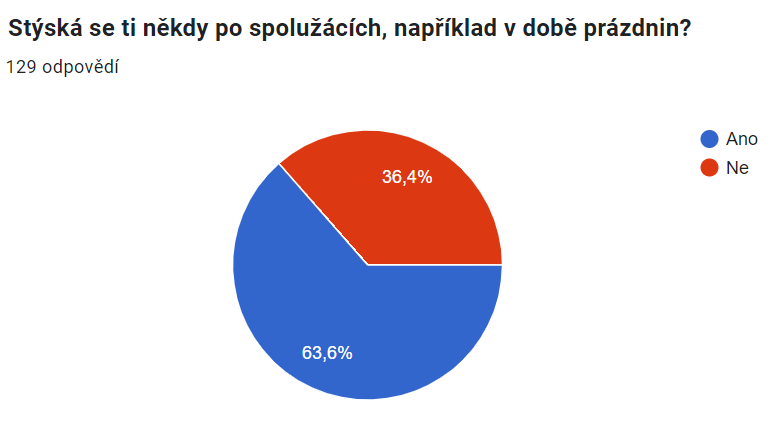 Stýská se ti někdy po spolužácích, například v době prázdnin?
129 odpovědí
Ano
Ne
36,4%
63,6%